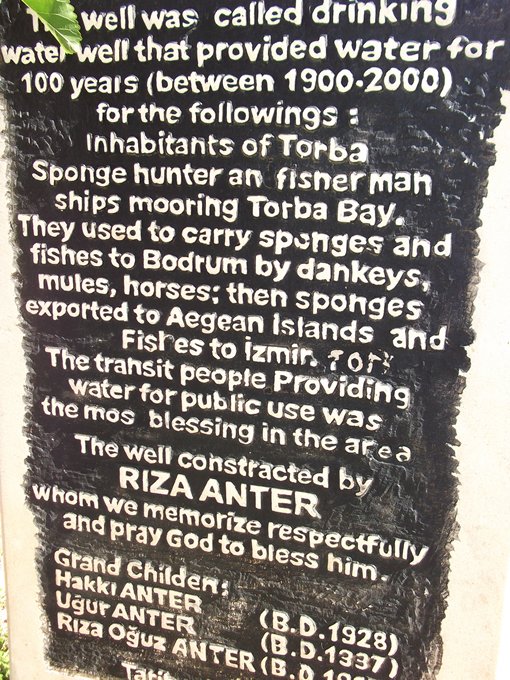 The well was called drinking
water well that provided water for
100 years (between 1900-2000)
for the followings :
Inhabitants of Torba
Sponge hunter an fisher man
ships mooring Torba Bay.
They used to carry sponges and
fishes to Bodrum by dankeys,
mules, horses; then sponges
exported to Aegean Islands and
Fishes to İzmir.
The transit people Providing
water for public use was
the mos blessing in the area
The well constracted by
RIZA ANTER
whom we memorize respectfully
and pray God to bless him.
Grand Childen:
Hakkı ANTER (B.D.1928)
Uğur ANTER (B.D.1337)
Rıza Oğuz ANTER (B.D.